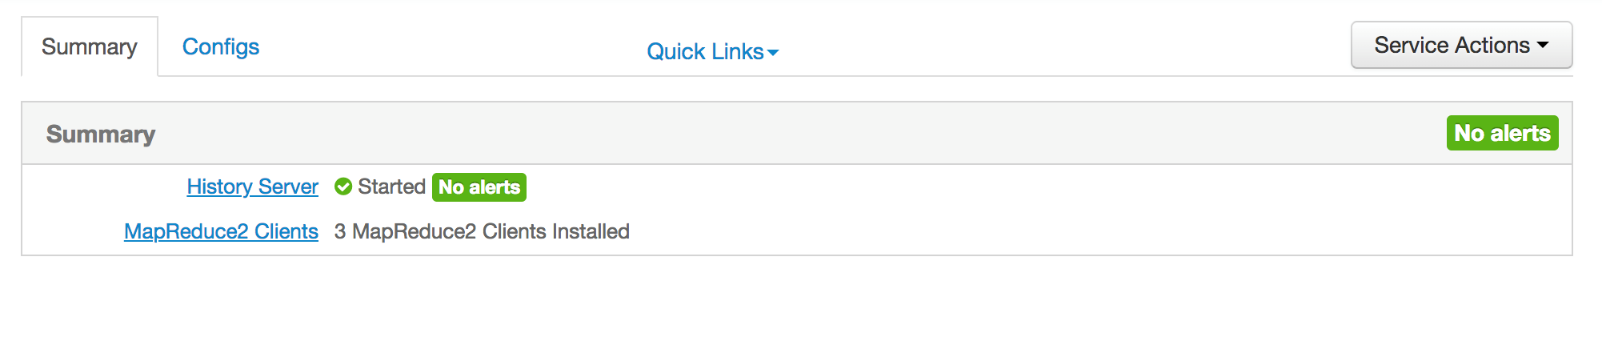 Summary Configs Quick Links Service Actions
Summary No alerts
History Server Started No alerts
MapReduce2 Clients 3 MapReduce2 Clients Installed